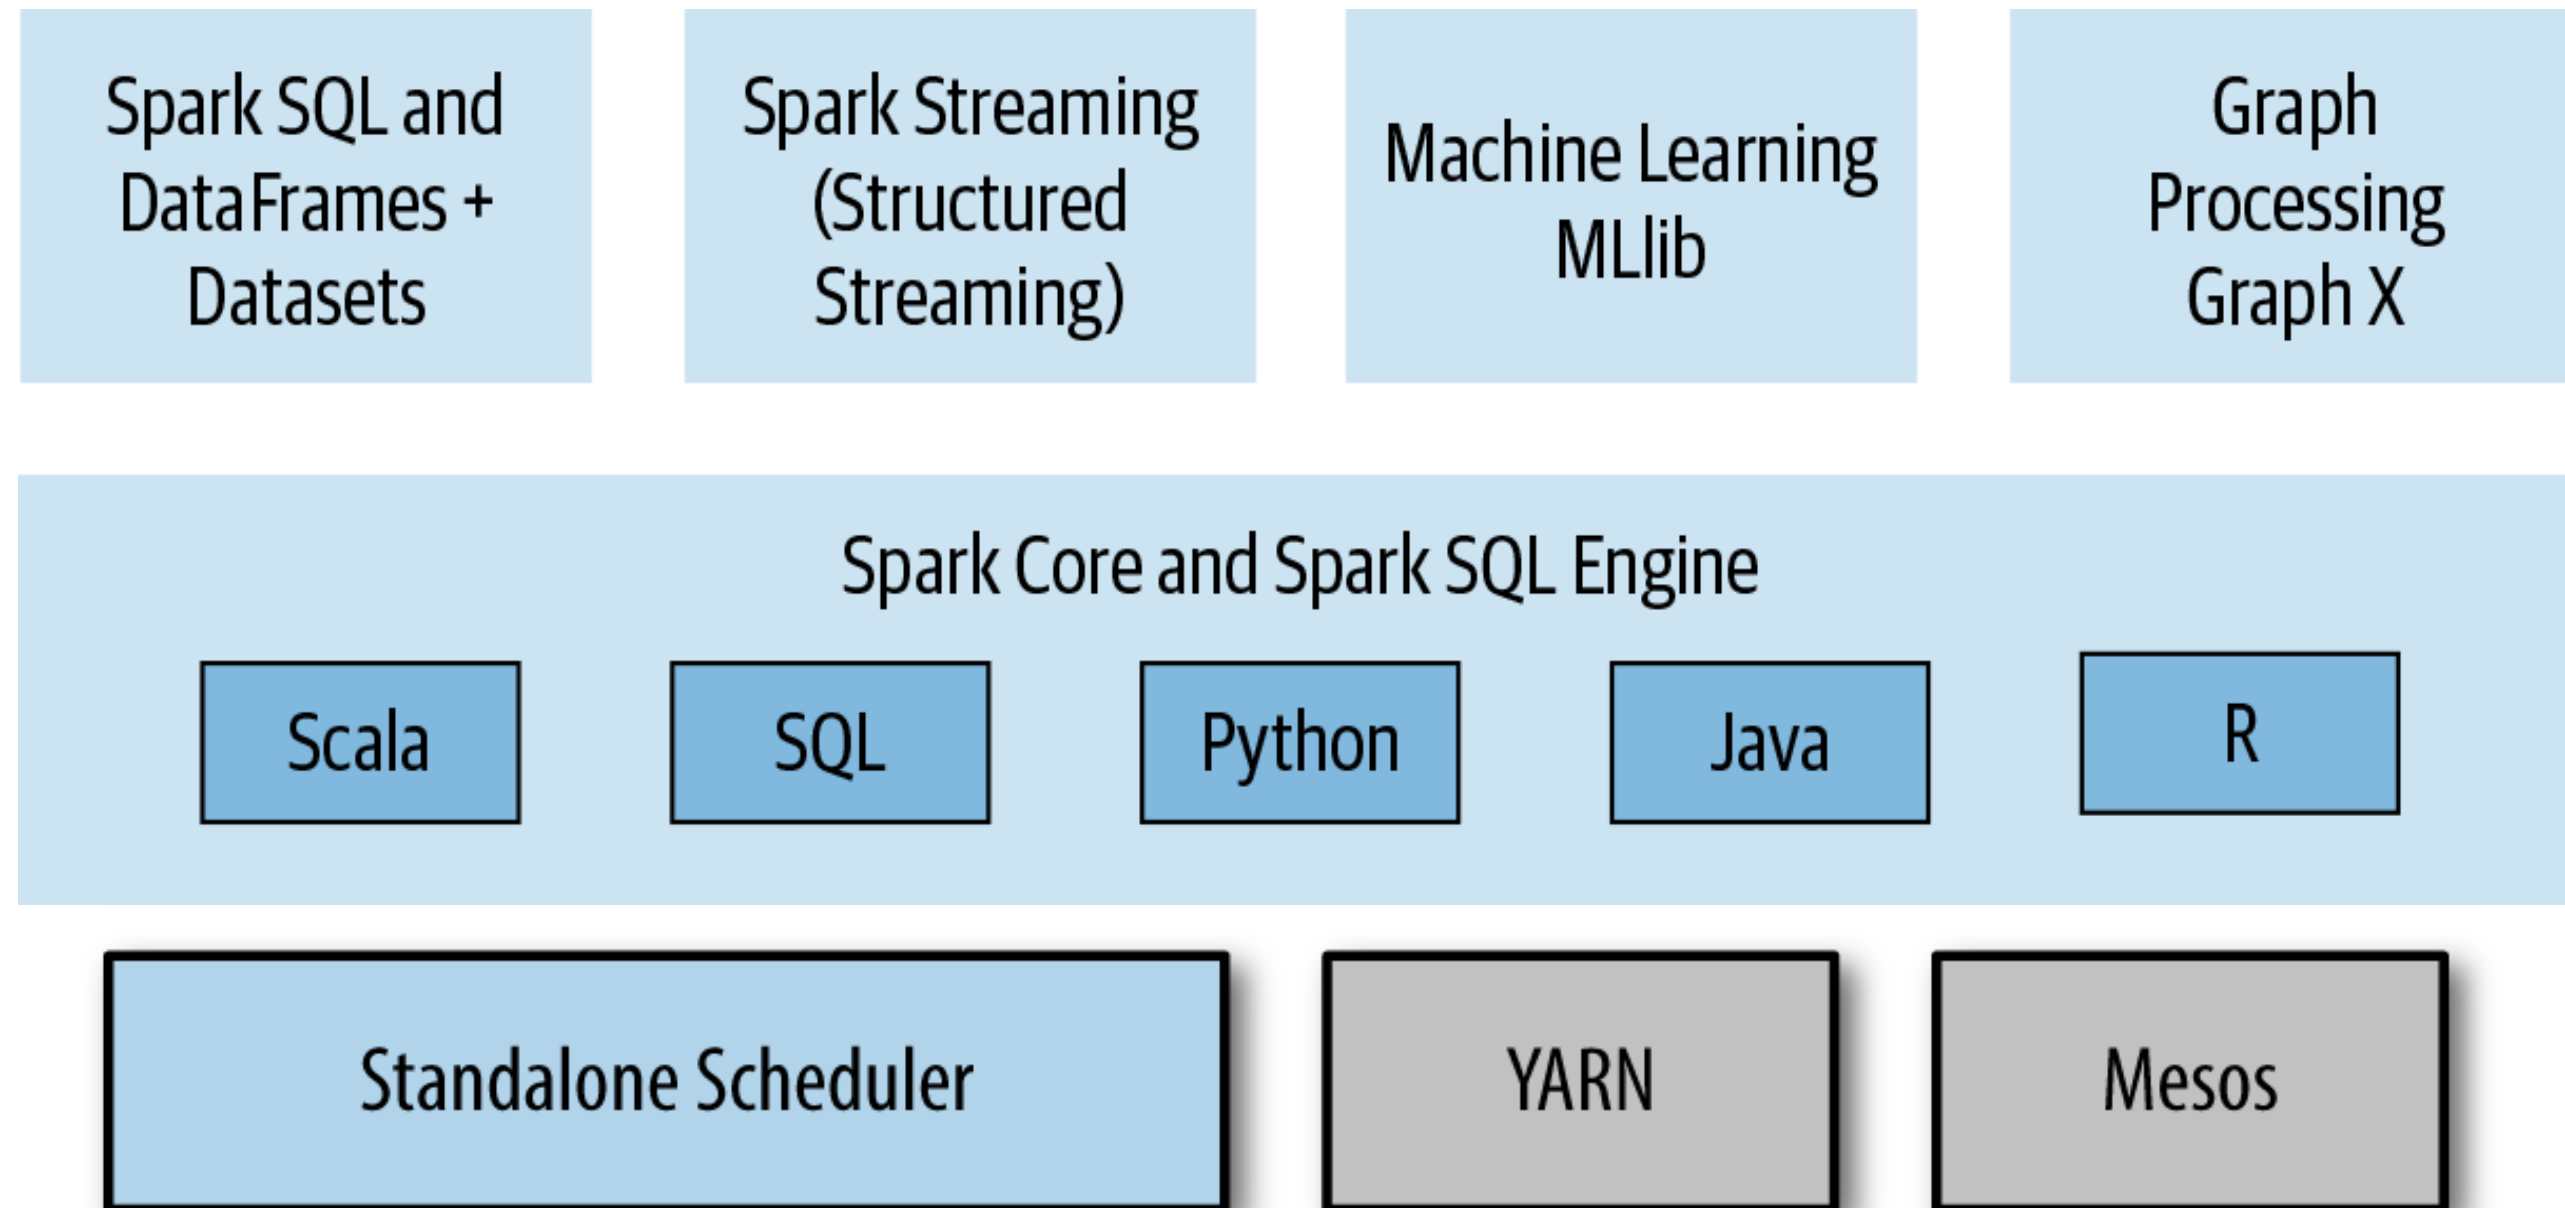 Spark SQL and
DataFrames +
Datasets
Spark Streaming
(Structured
Streaming)
Machine Learning
MLlib
Graph
Processing
Graph X
Spark Core and Spark SQL Engine
Scala
SQL
Python
Java
R
Standalone Scheduler
YARN
Mesos